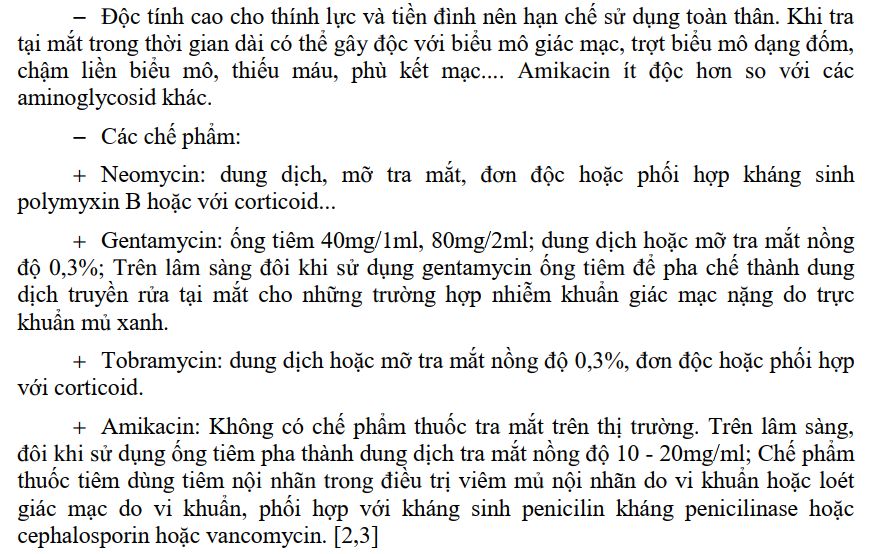 − Độc tính cao cho thính lực và tiền đình nên hạn chế sử dụng toàn thân. Khi tra
tại mắt trong thời gian dài có thể gây độc với biểu mô giác mạc, trợt biểu mô dạng đốm,
chậm liền biểu mô, thiếu máu, phù kết mạc.... Amikacin ít độc hơn so với các
aminoglycosid khác.
− Các chế phẩm:
+ Neomycin: dung dịch, mỡ tra mắt, đơn độc hoặc phối hợp kháng sinh
polymyxin B hoặc với corticoid...
+ Gentamycin: ống tiêm 40mg/1ml, 80mg/2ml; dung dịch hoặc mỡ tra mắt nồng
độ 0,3%; Trên lâm sàng đôi khi sử dụng gentamycin ống tiêm để pha chế thành dung
dịch truyền rửa tại mắt cho những trường hợp nhiễm khuẩn giác mạc nặng do trực
khuẩn mủ xanh.
+ Tobramycin: dung dịch hoặc mỡ tra mắt nồng độ 0,3%, đơn độc hoặc phối hợp
với corticoid.
+ Amikacin: Không có chế phẩm thuốc tra mắt trên thị trường. Trên lâm sàng,
đôi khi sử dụng ống tiêm pha thành dung dịch tra mắt nồng độ 10 - 20mg/ml; Chế phẩm
thuốc tiêm dùng tiêm nội nhãn trong điều trị viêm mủ nội nhãn do vi khuẩn hoặc loét
giác mạc do vi khuẩn, phối hợp với kháng sinh penicilin kháng penicilinase hoặc
cephalosporin hoặc vancomycin. [2,3]